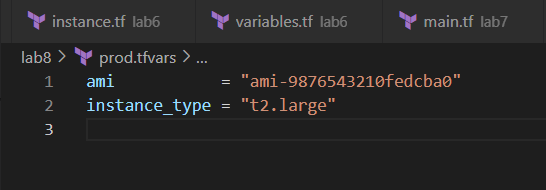 instance.tf lab6 variables.tf lab6 main.tf lab7
lab8 > prod.tfvars > ...
1 ami = "ami-9876543210fedcba0"
2 instance_type = "t2.large"
3